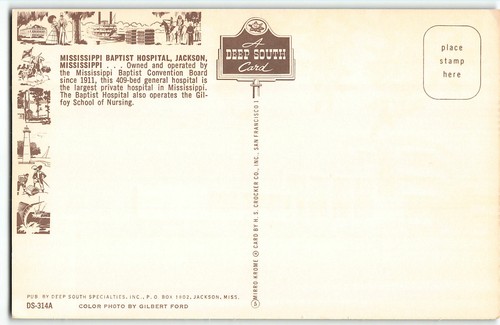 MISSISSIPPI BAPTIST HOSPITAL, JACKSON,
MISSISSIPPI . . . Owned and operated by
the Mississippi Baptist Convention Board
since 1911, this 409-bed general hospital is
the largest private hospital in Mississippi.
The Baptist Hospital also operates the Gil-
foy School of Nursing.
A
DEEP SOUTH
Card
place
stamp
here
MIRRO KROME ® CARD BY H. S. CROCKER CO., INC. SAN FRANCISCO 1
PUB. BY DEEP SOUTH SPECIALTIES, INC., P. O. BOX 1902, JACKSON, MISS.
DS-314A
COLOR PHOTO BY GILBERT FORD